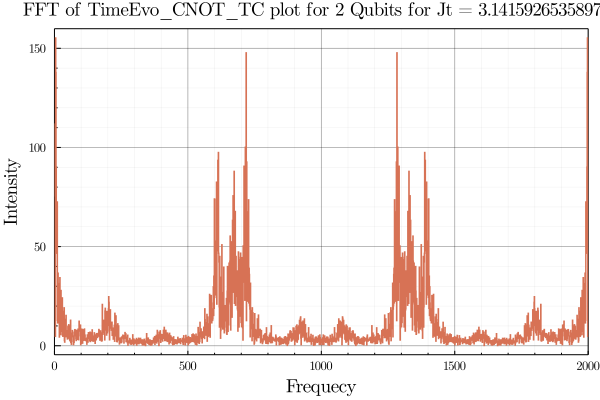 FFT of TimeEvo_CNOT_TC plot for 2 Qubits for Jt = 3.1415926535897
150
100
50
0
Intensity
0 500 1000 1500 2000
Frequecy